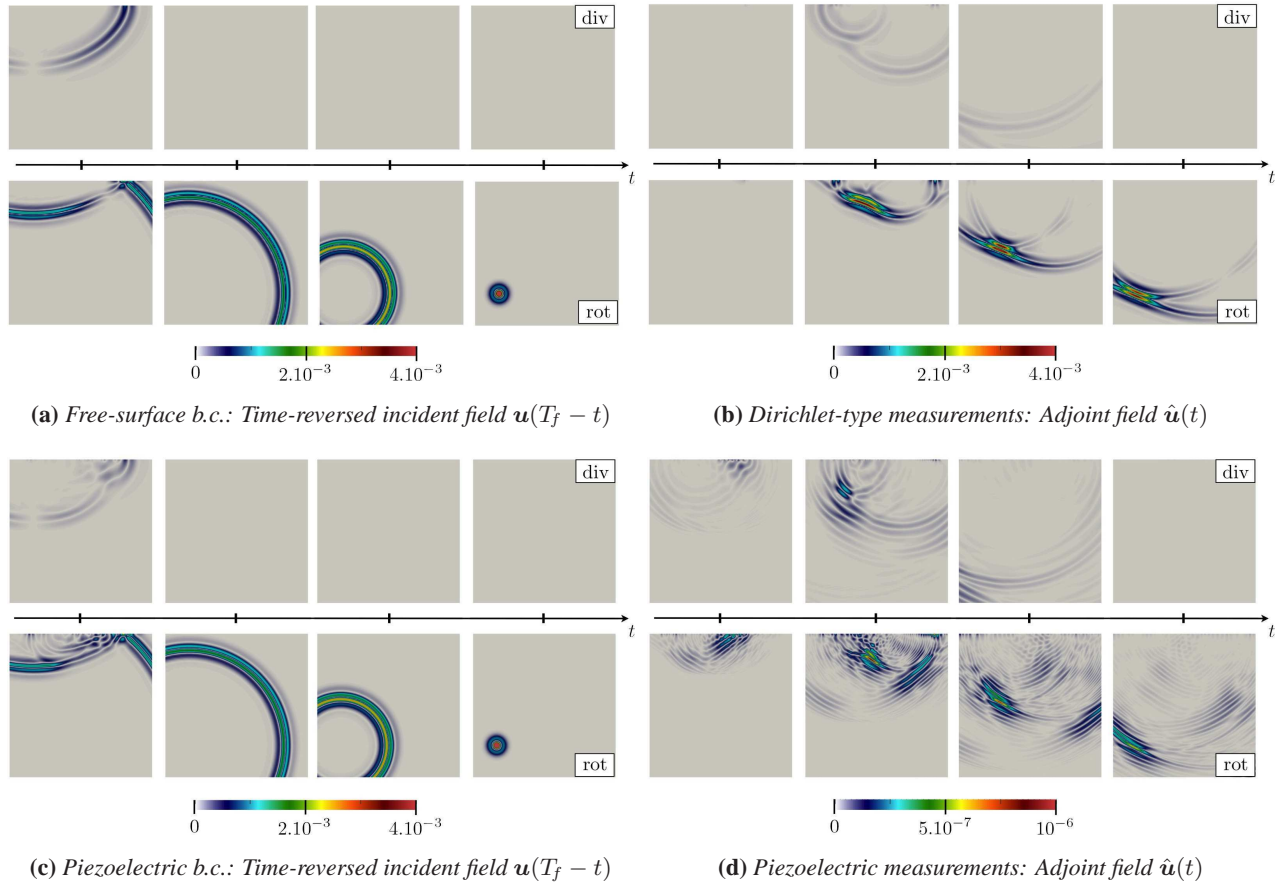 div
t
rot
0 2.10⁻³ 4.10⁻³
(a) Free-surface b.c.: Time-reversed incident field u(T_f − t)
div
t
rot
0 2.10⁻³ 4.10⁻³
(b) Dirichlet-type measurements: Adjoint field û(t)
div
t
rot
0 2.10⁻³ 4.10⁻³
(c) Piezoelectric b.c.: Time-reversed incident field u(T_f − t)
div
t
rot
0 5.10⁻⁷ 10⁻⁶
(d) Piezoelectric measurements: Adjoint field û(t)